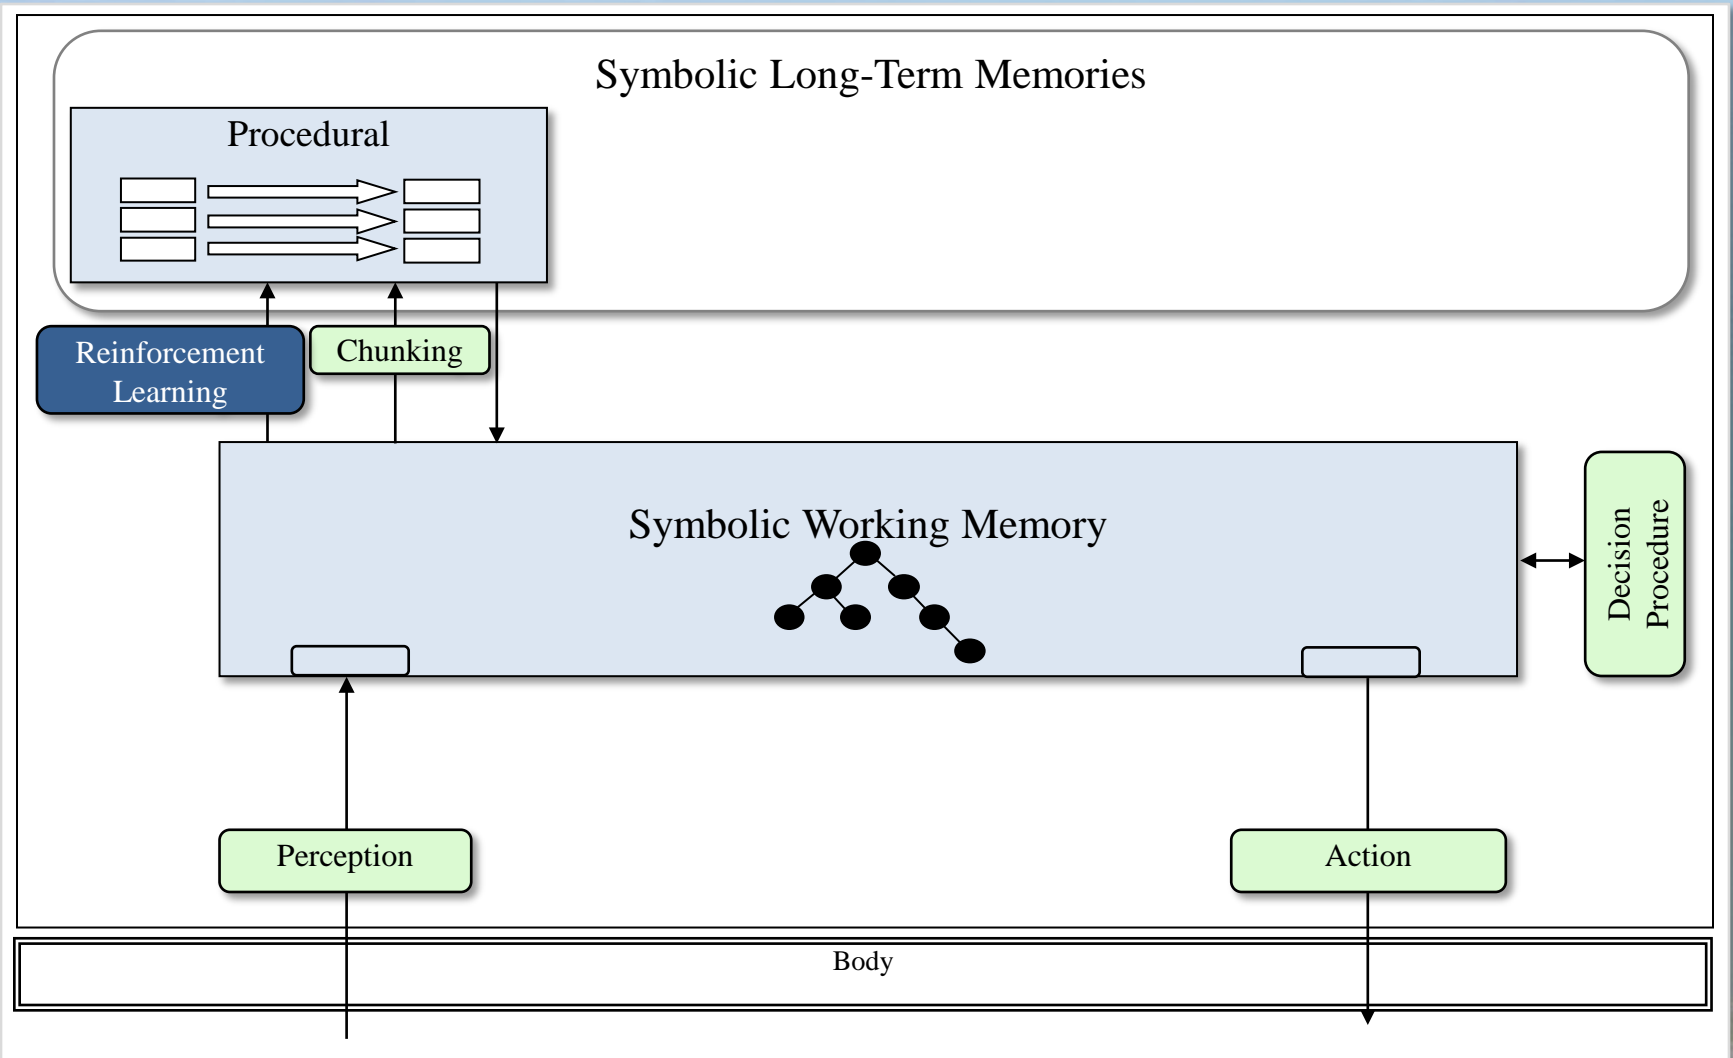 Symbolic Long-Term Memories
Procedural
Reinforcement
Learning
Chunking
Symbolic Working Memory
Decision
Procedure
Perception
Action
Body